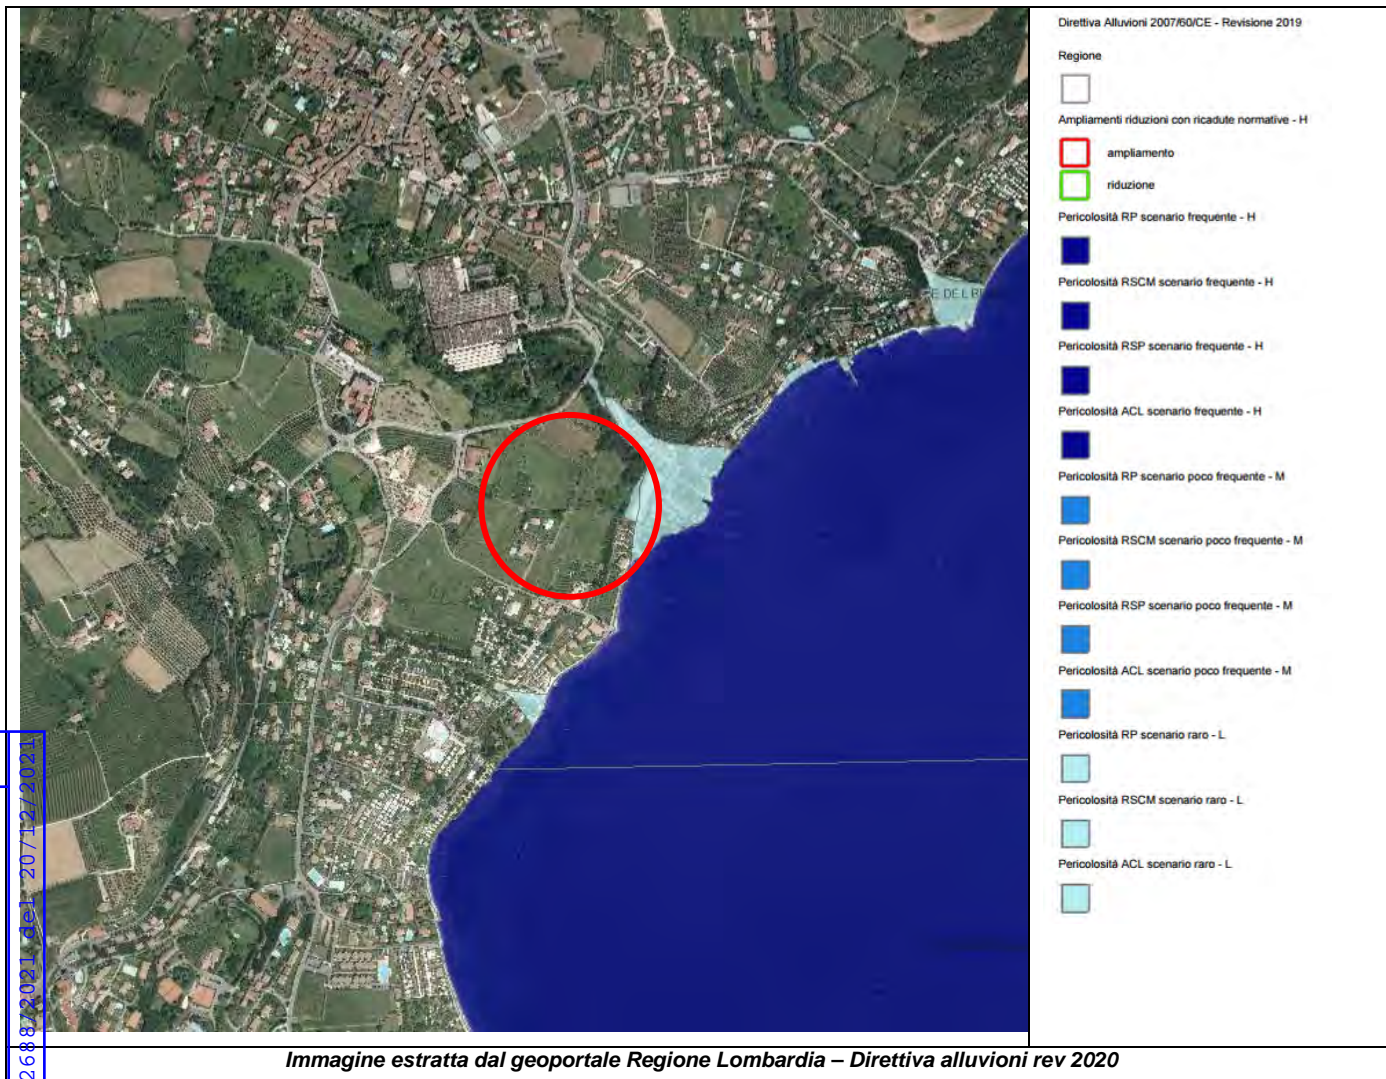 Direttiva Alluvioni 2007/60/CE - Revisione 2019
Regione
Ampliamenti riduzioni con ricadute normative - H
ampliamento
riduzione
Pericolosità RP scenario frequente - H
Pericolosità RSCM scenario frequente - H
Pericolosità RSP scenario frequente - H
Pericolosità ACL scenario frequente - H
Pericolosità RP scenario poco frequente - M
Pericolosità RSCM scenario poco frequente - M
Pericolosità RSP scenario poco frequente - M
Pericolosità ACL scenario poco frequente - M
Pericolosità RP scenario raro - L
Pericolosità RSCM scenario raro - L
Pericolosità ACL scenario raro - L
DEL
2688/2021 del 20/12/2021
Immagine estratta dal geoportale Regione Lombardia – Direttiva alluvioni rev 2020